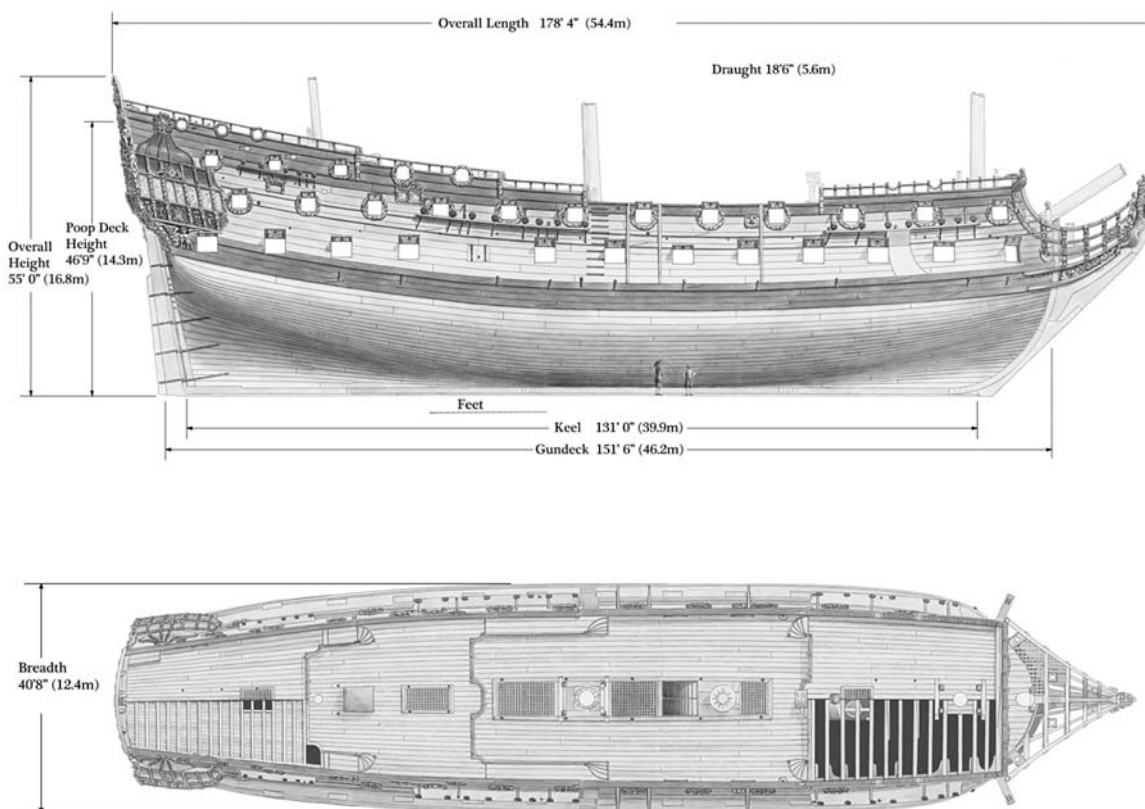 Overall Length 178' 4" (54.4m)
Draught 18'6" (5.6m)
Overall
Height
55' 0" (16.8m)
Poop Deck
Height
46'9" (14.3m)
Feet
Keel 131' 0" (39.9m)
Gundeck 151' 6" (46.2m)
Breadth
40'8" (12.4m)